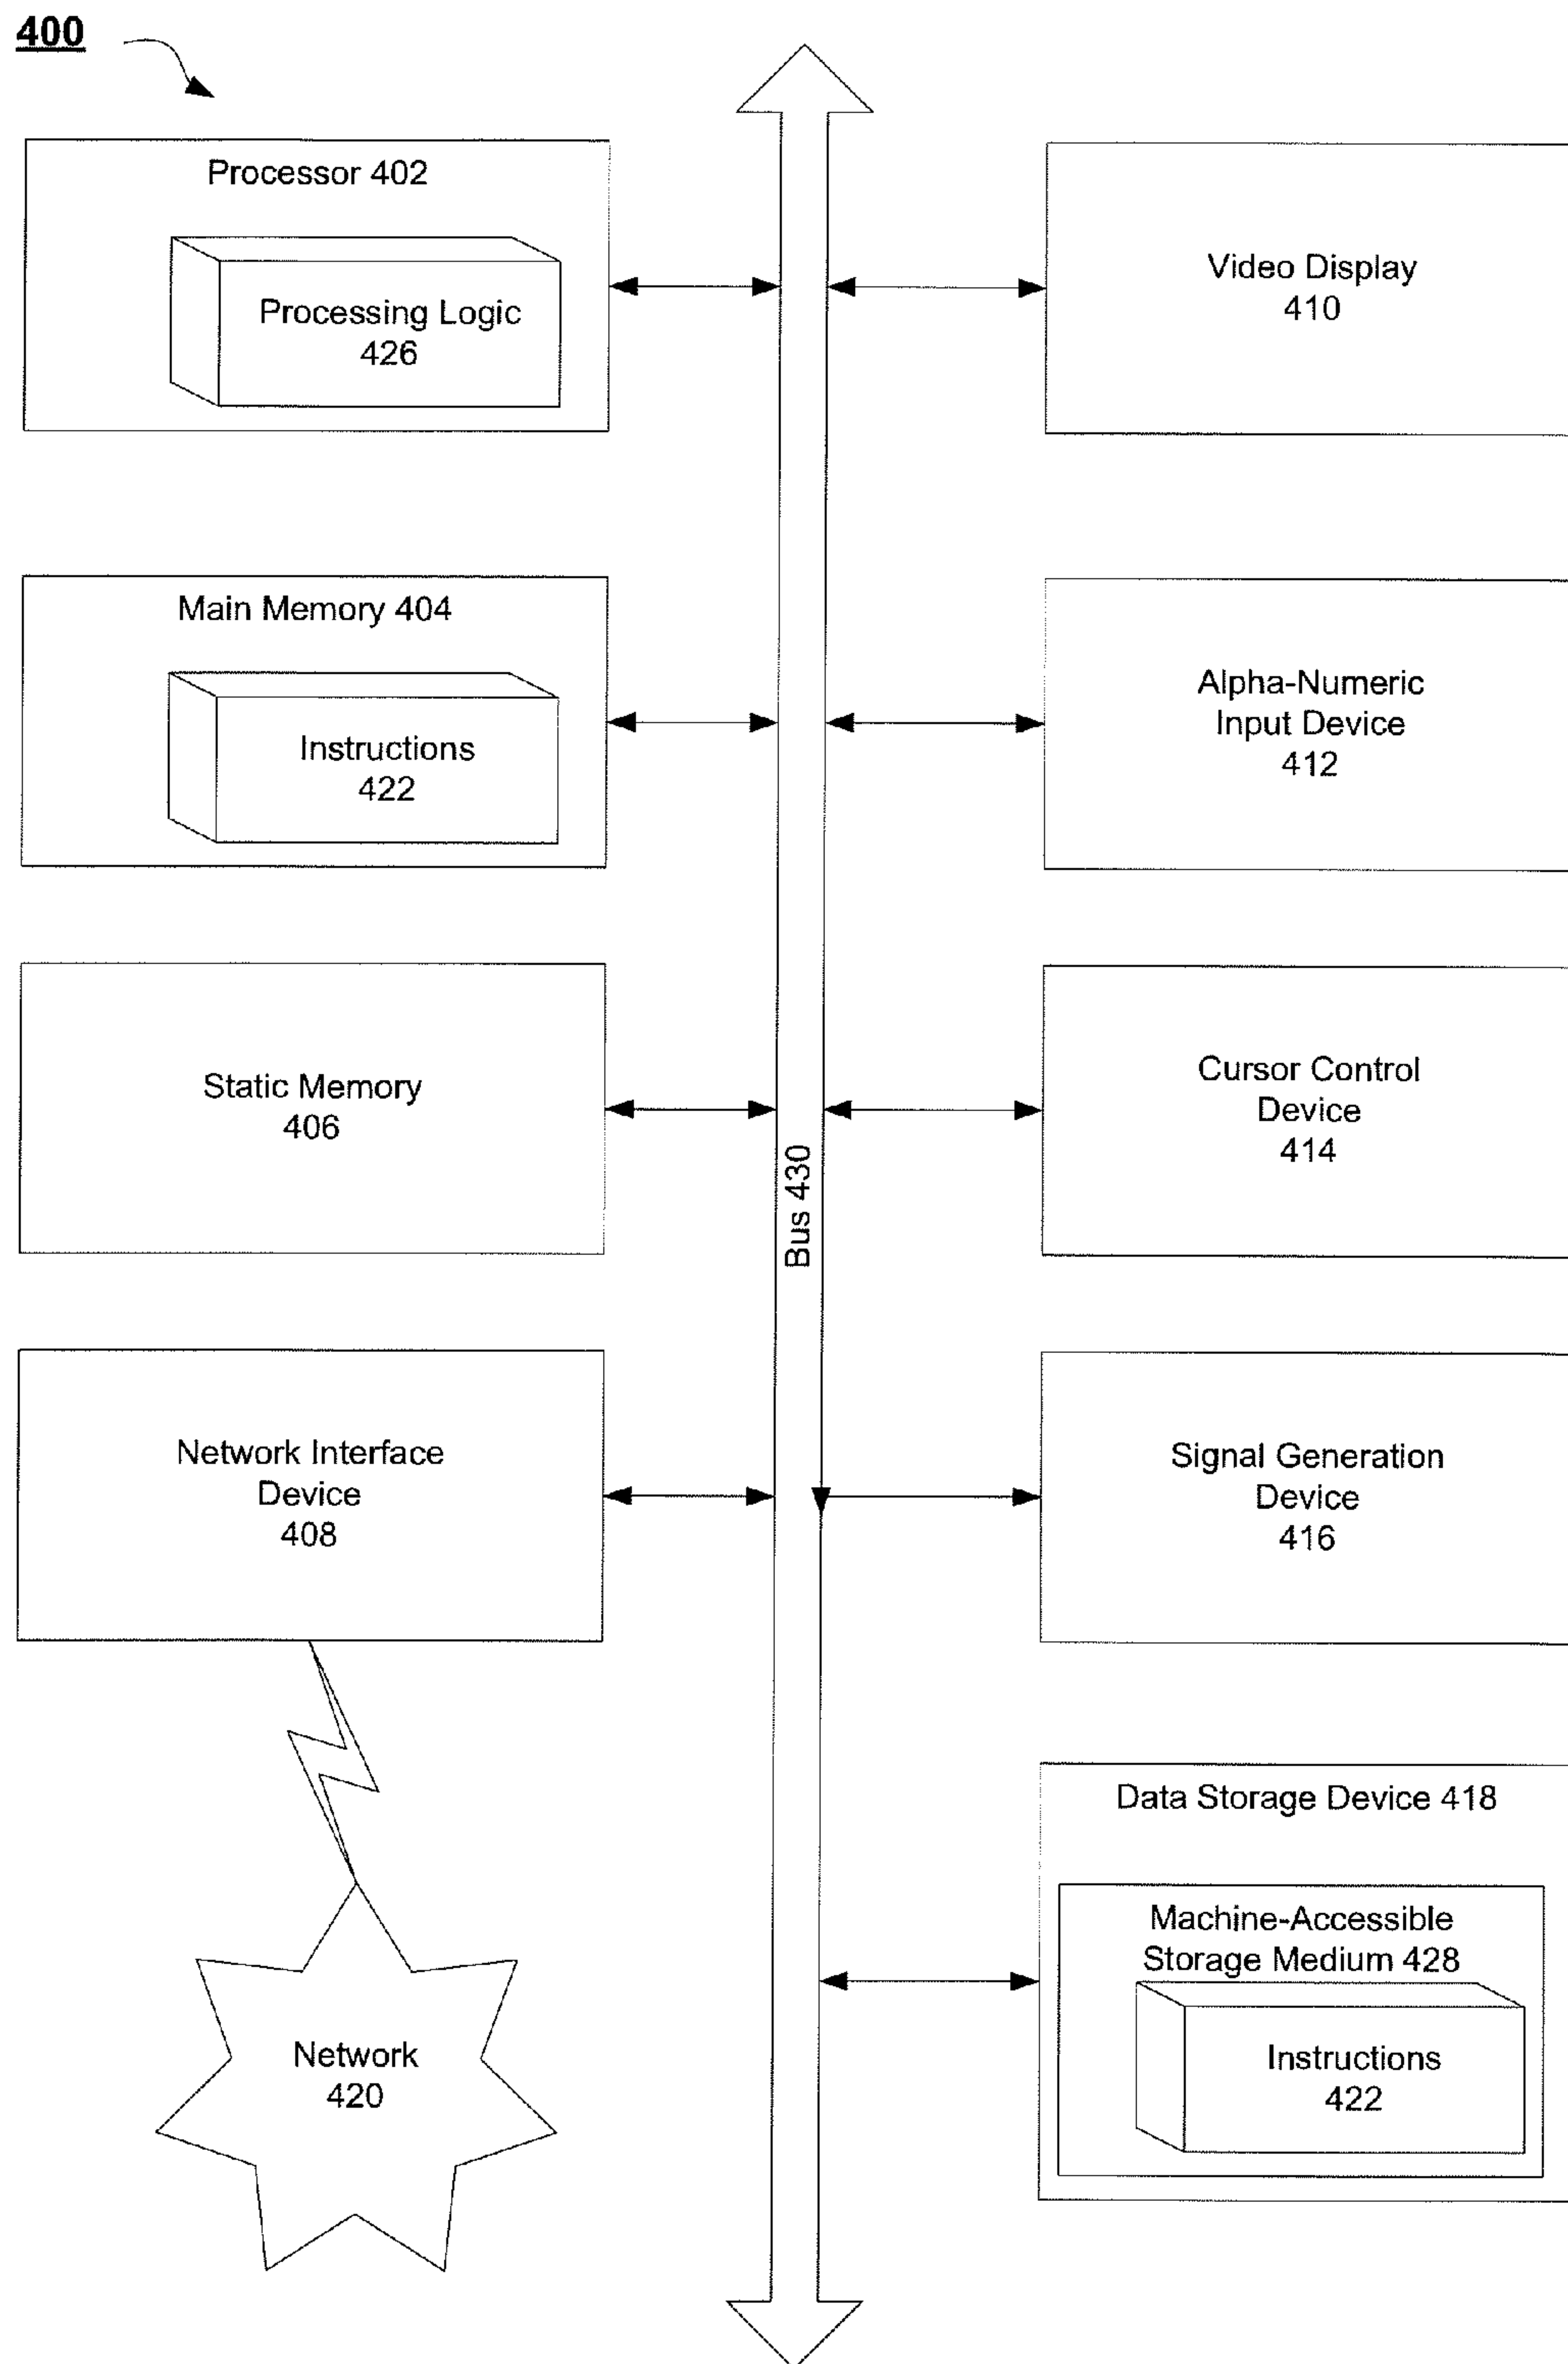 400
Processor 402
Processing Logic
426
Main Memory 404
Instructions
422
Static Memory
406
Network Interface
Device
408
Network
420
Bus 430
Video Display
410
Alpha-Numeric
Input Device
412
Cursor Control
Device
414
Signal Generation
Device
416
Data Storage Device 418
Machine-Accessible
Storage Medium 428
Instructions
422